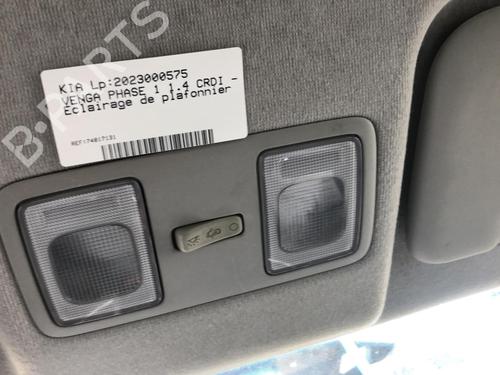 KIA Lp:2023000575
VENGA PHASE 1 1.4 CRDI -
Eclairage de plafonnier
REF:74817131
B-PARTS